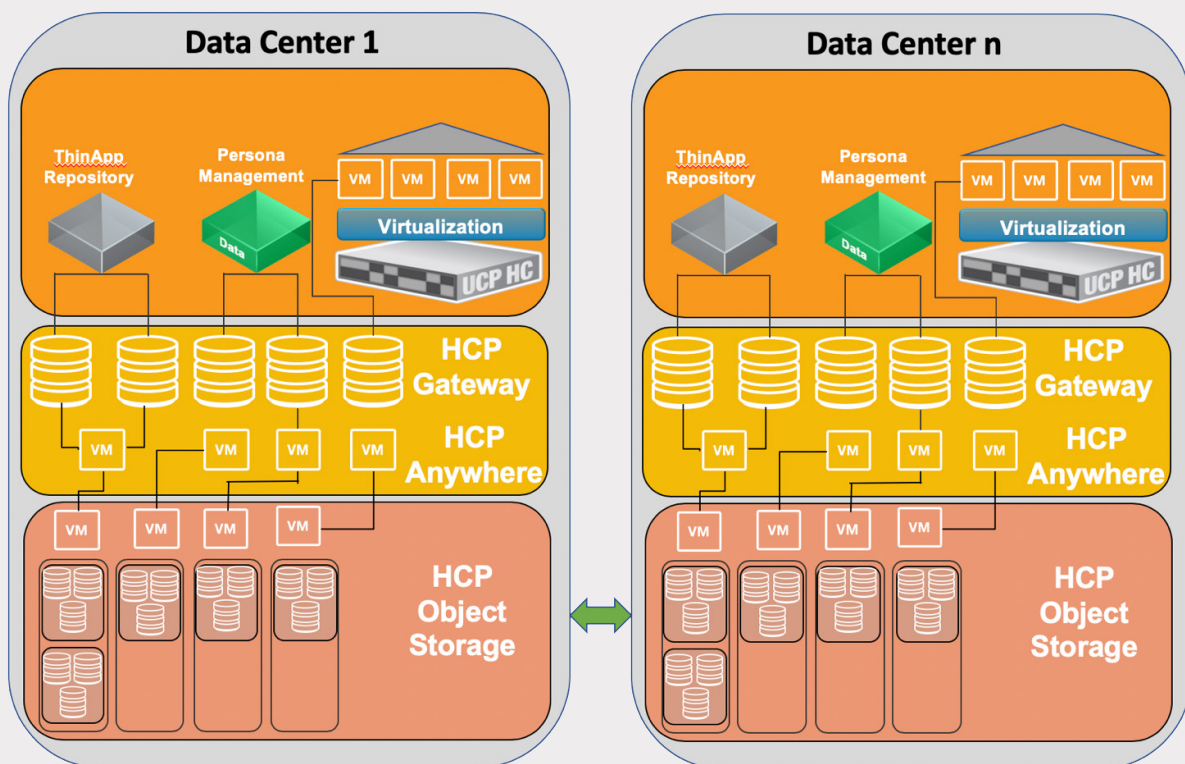 Data Center 1
ThinApp
Repository
Persona
Management
Data
VM
VM
VM
VM
Virtualization
UCP HC
HCP
Gateway
VM
VM
VM
VM
HCP
Anywhere
VM
VM
VM
VM
HCP
Object
Storage
Data Center n
ThinApp
Repository
Persona
Management
Data
VM
VM
VM
VM
Virtualization
UCP HC
HCP
Gateway
VM
VM
VM
VM
HCP
Anywhere
VM
VM
VM
VM
HCP
Object
Storage